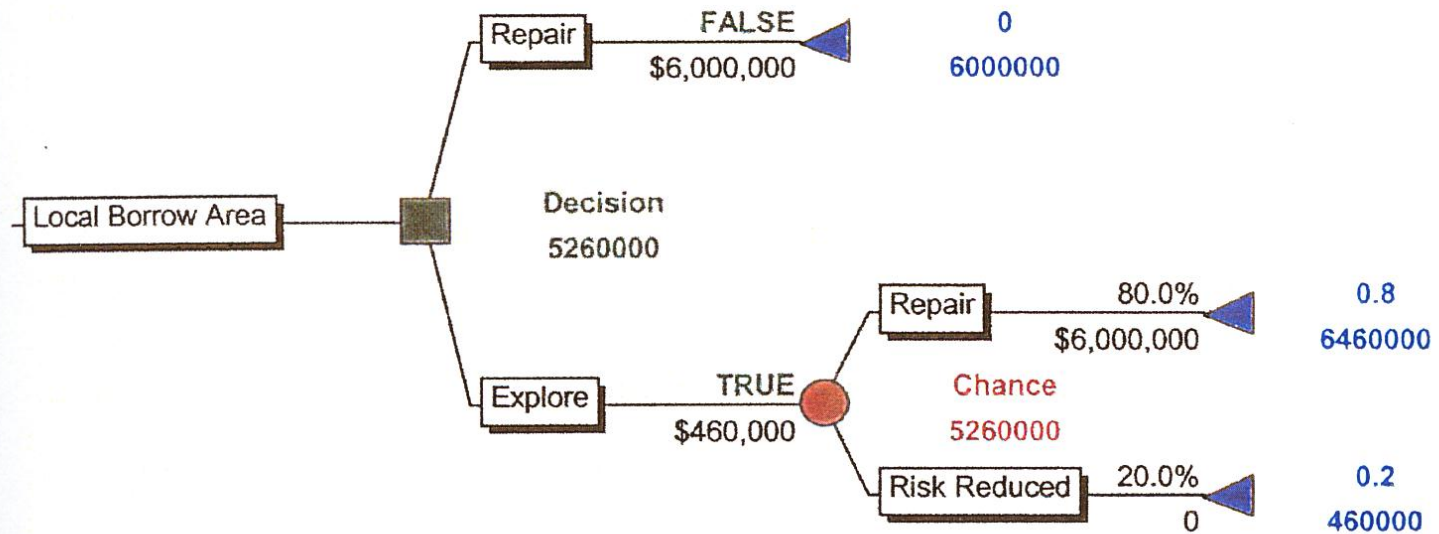 Repair
FALSE
$6,000,000
0
6000000
Local Borrow Area
Decision
5260000
Explore
TRUE
$460,000
Chance
5260000
Repair
80.0%
$6,000,000
0.8
6460000
Risk Reduced
20.0%
0
0.2
460000